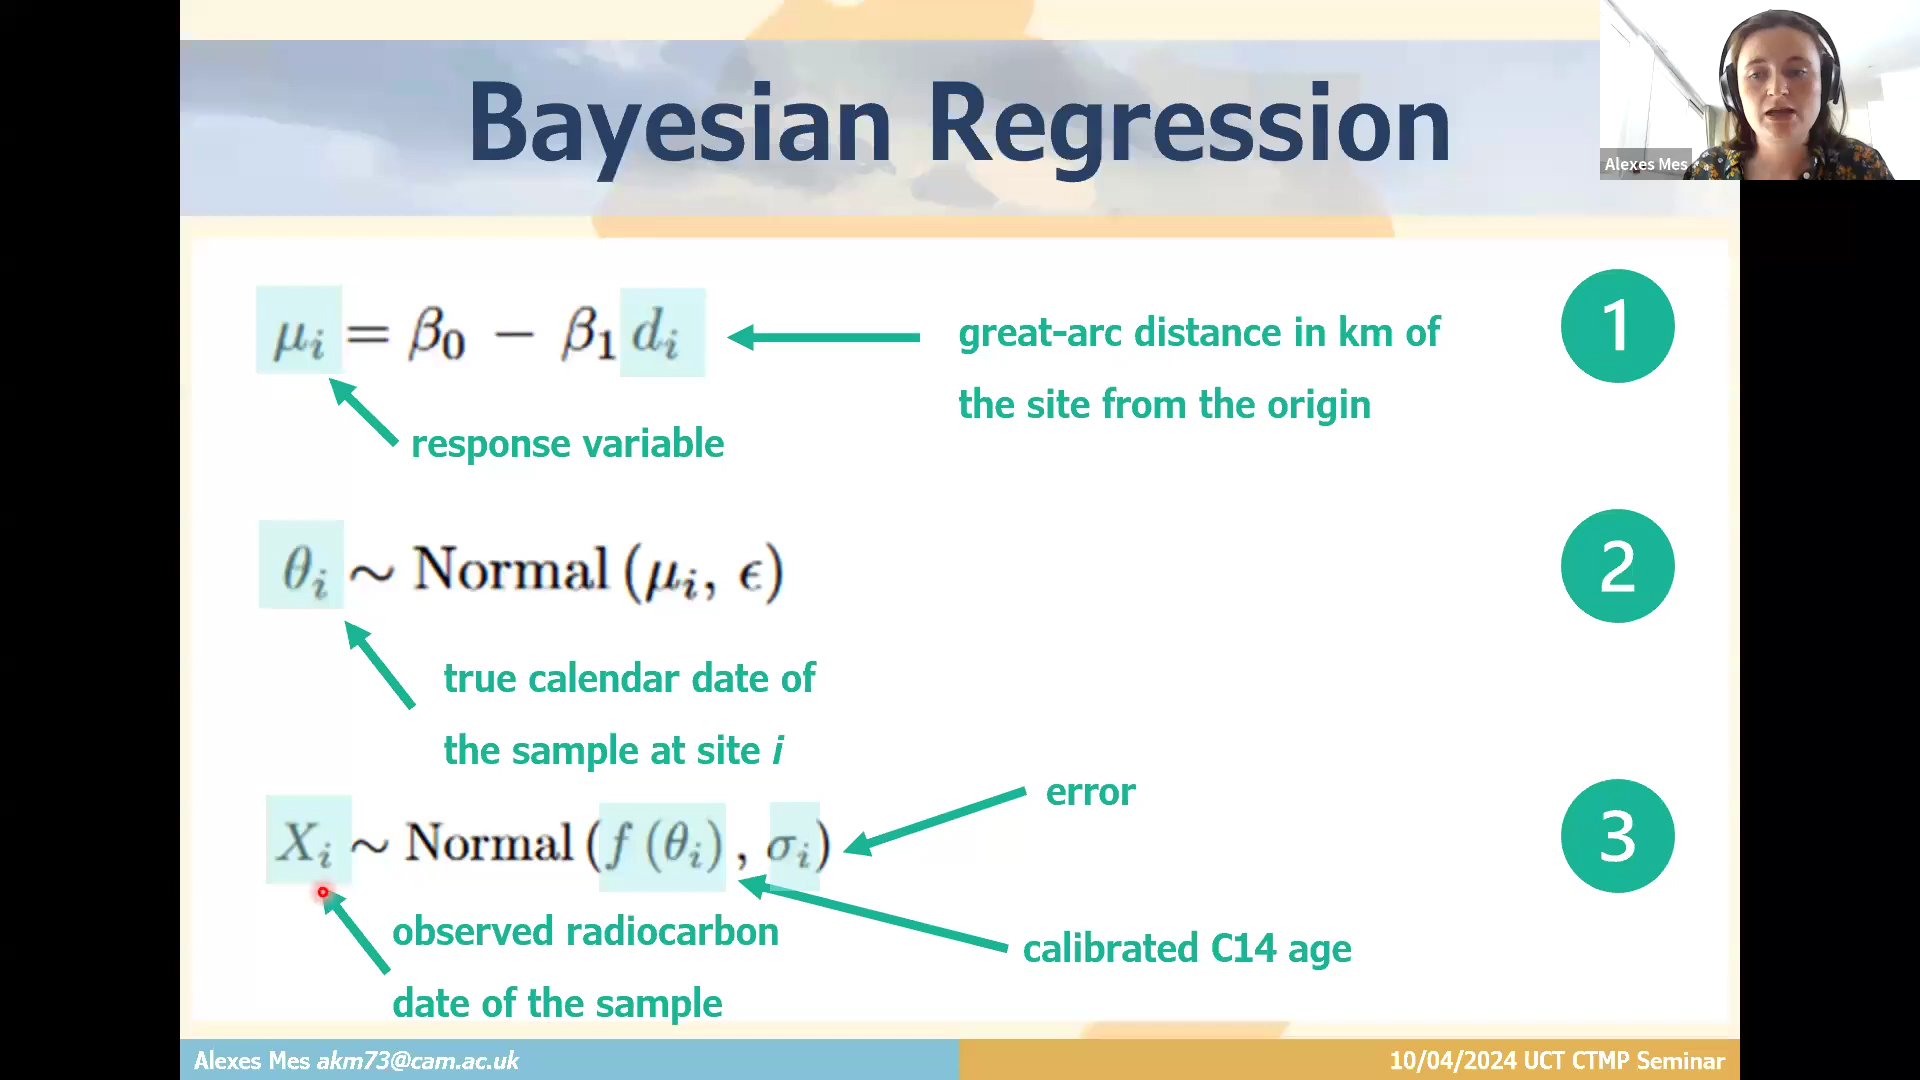 Bayesian Regression
Alexes Mes
μᵢ = β₀ − β₁ dᵢ
great-arc distance in km of
the site from the origin
1
response variable
θᵢ ∼ Normal (μᵢ, ϵ)
2
true calendar date of
the sample at site i
error
Xᵢ ∼ Normal (f (θᵢ) , σᵢ)
3
observed radiocarbon
date of the sample
calibrated C14 age
Alexes Mes akm73@cam.ac.uk
10/04/2024 UCT CTMP Seminar